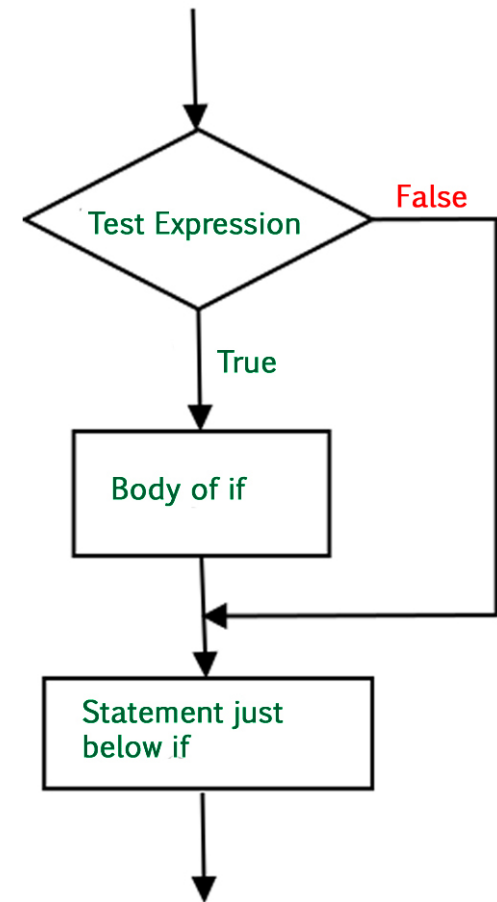 False
Test Expression
True
Body of if
Statement just
below if